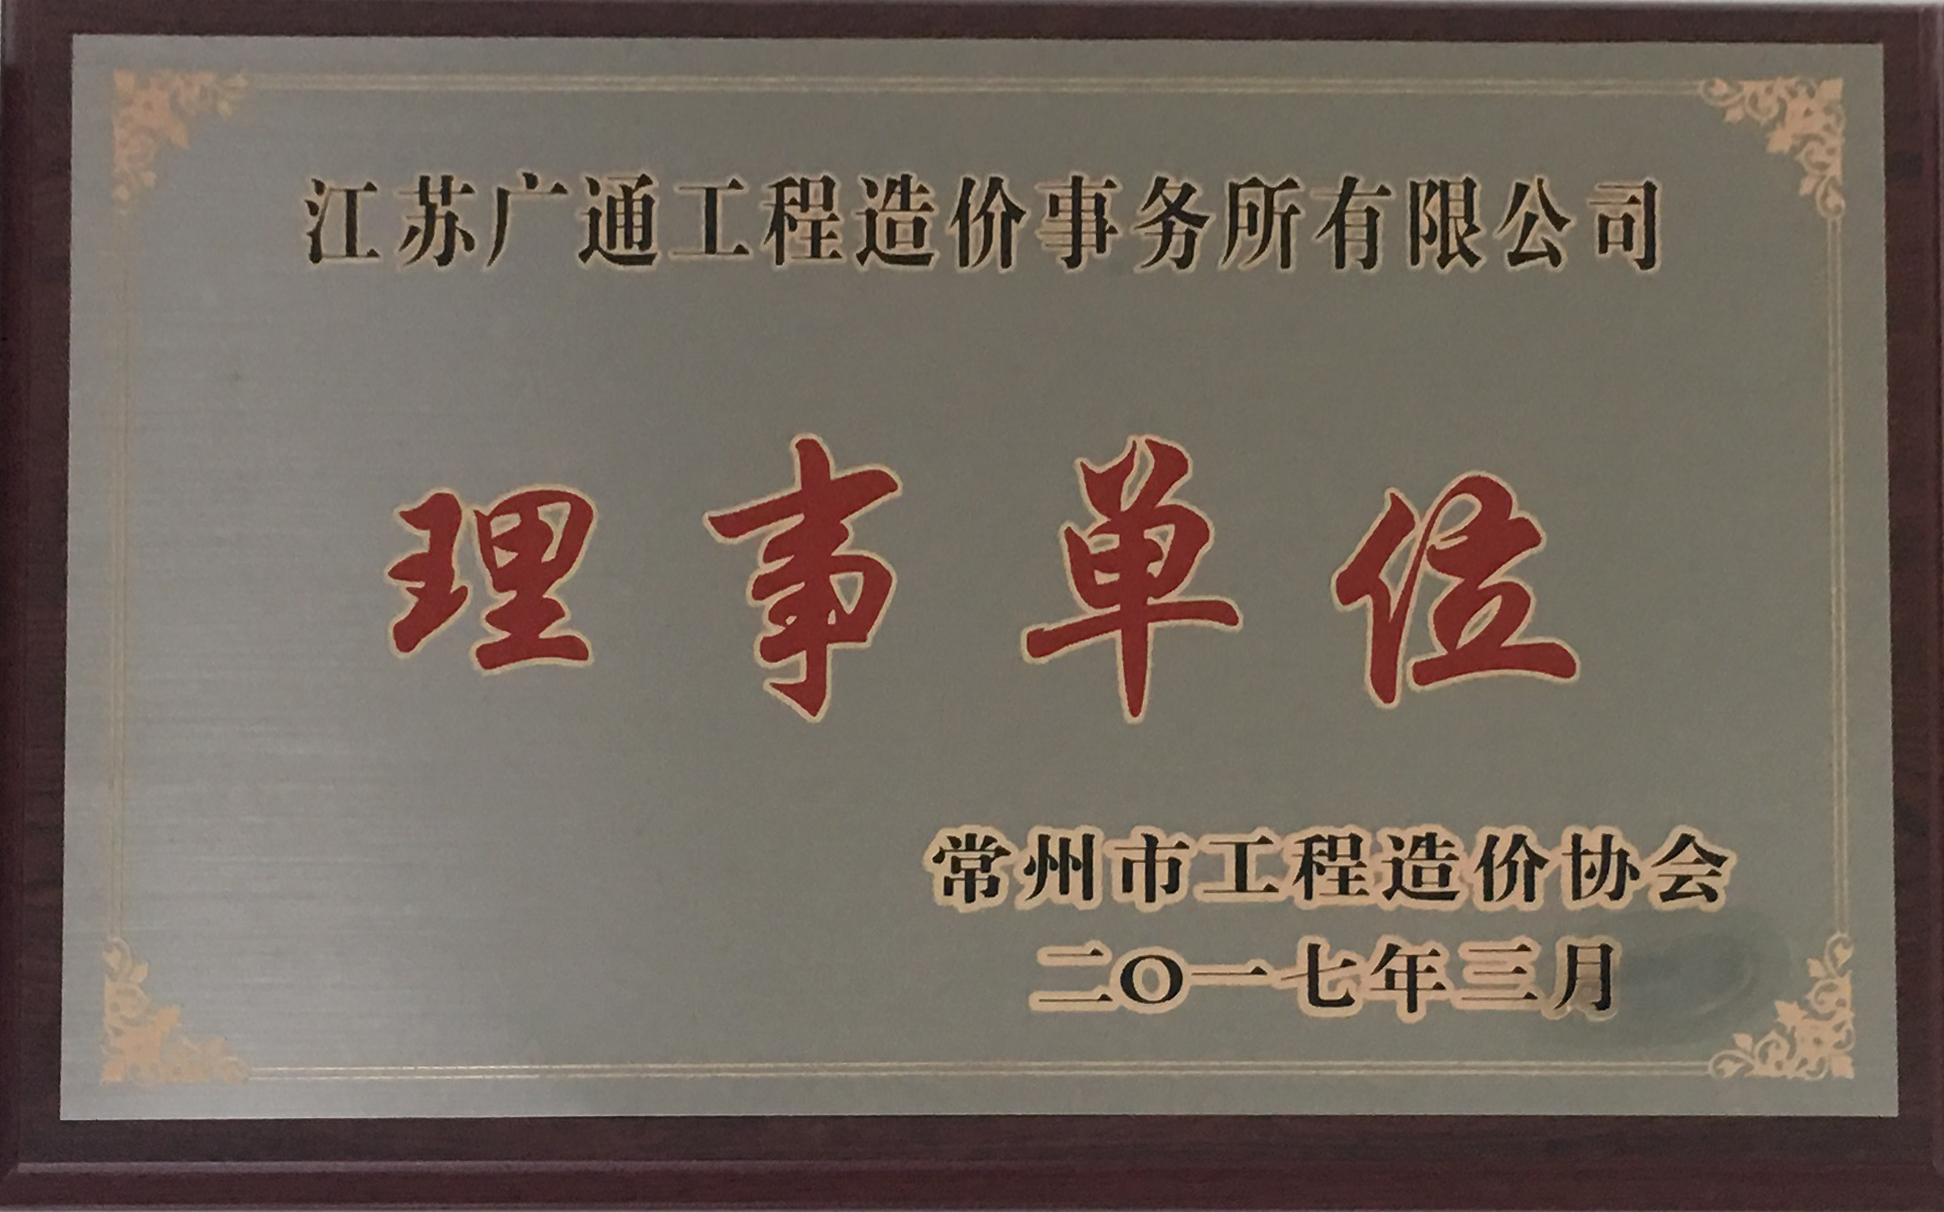 江苏广通工程造价事务所有限公司
理事单位
常州市工程造价协会
二〇一七年三月